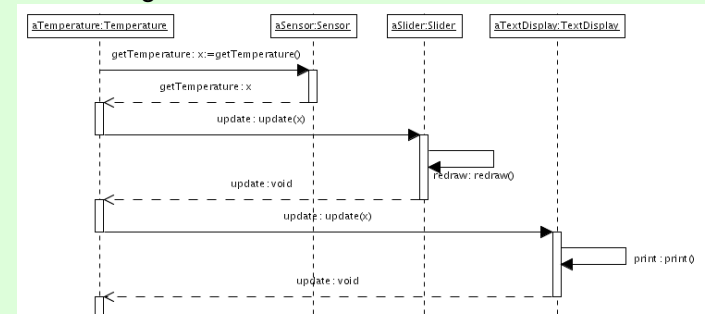 aTemperature:Temperature
aSensor:Sensor
aSlider:Slider
aTextDisplay:TextDisplay
getTemperature: x:=getTemperature()
getTemperature: x
update: update(x)
redraw: redraw()
update: void
update: update(x)
print: print()
update: void